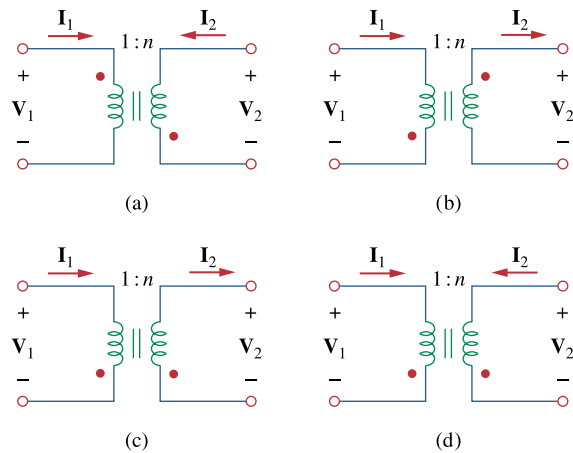 I1 1 : n I2
+ +
V1 V2
– –
(a)
I1 1 : n I2
+ +
V1 V2
– –
(b)
I1 1 : n I2
+ +
V1 V2
– –
(c)
I1 1 : n I2
+ +
V1 V2
– –
(d)